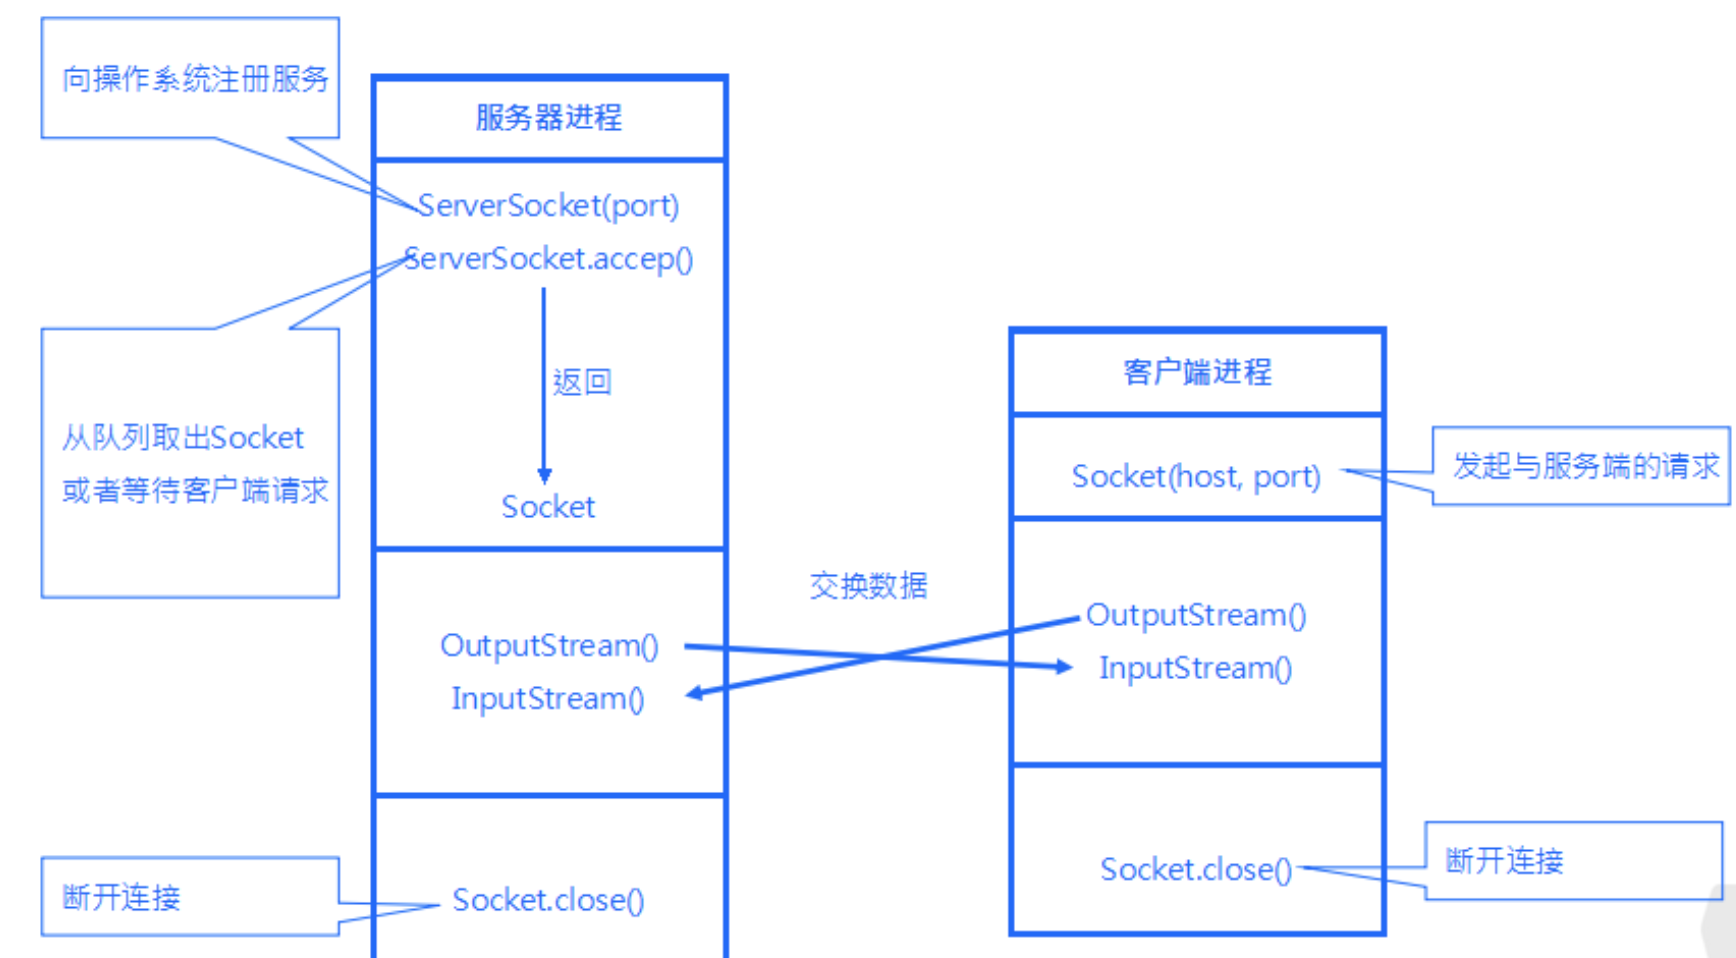 向操作系统注册服务
服务器进程
ServerSocket(port)
ServerSocket.accep()
返回
从队列取出Socket
或者等待客户端请求
Socket
客户端进程
Socket(host, port)
发起与服务端的请求
交换数据
OutputStream()
InputStream()
OutputStream()
InputStream()
断开连接
Socket.close()
Socket.close()
断开连接